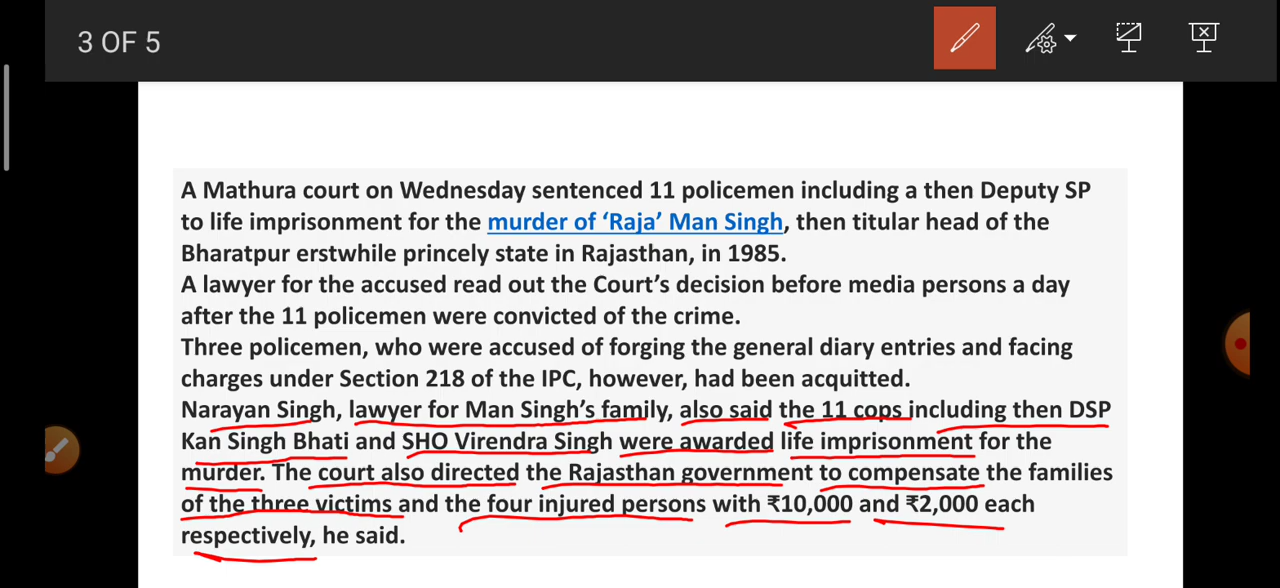 3 OF 5
A Mathura court on Wednesday sentenced 11 policemen including a then Deputy SP
to life imprisonment for the murder of ‘Raja’ Man Singh, then titular head of the
Bharatpur erstwhile princely state in Rajasthan, in 1985.
A lawyer for the accused read out the Court’s decision before media persons a day
after the 11 policemen were convicted of the crime.
Three policemen, who were accused of forging the general diary entries and facing
charges under Section 218 of the IPC, however, had been acquitted.
Narayan Singh, lawyer for Man Singh’s family, also said the 11 cops including then DSP
Kan Singh Bhati and SHO Virendra Singh were awarded life imprisonment for the
murder. The court also directed the Rajasthan government to compensate the families
of the three victims and the four injured persons with ₹10,000 and ₹2,000 each
respectively, he said.